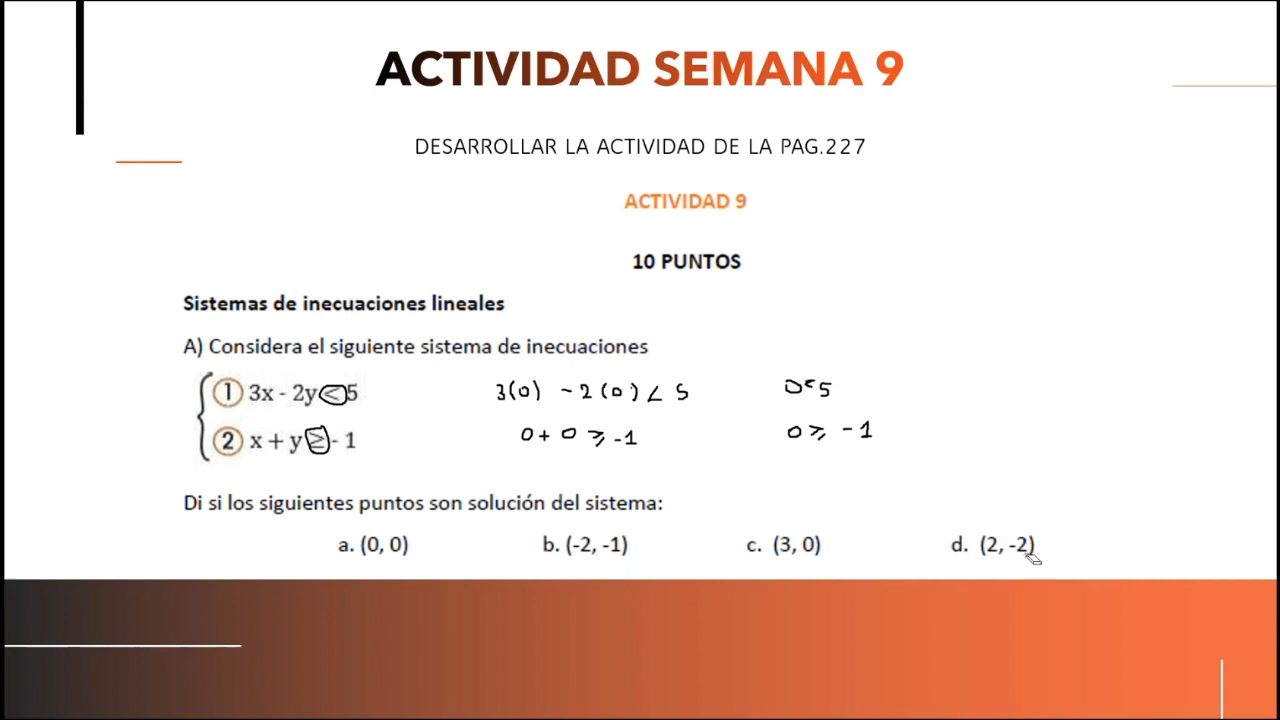 ACTIVIDAD SEMANA 9
DESARROLLAR LA ACTIVIDAD DE LA PAG.227
ACTIVIDAD 9
10 PUNTOS
Sistemas de inecuaciones lineales
A) Considera el siguiente sistema de inecuaciones
① 3x - 2y < 5 3(0) - 2(0) < 5 0 < 5
② x + y ≥ - 1 0 + 0 ≥ -1 0 ≥ -1
Di si los siguientes puntos son solución del sistema:
a. (0, 0) b. (-2, -1) c. (3, 0) d. (2, -2)